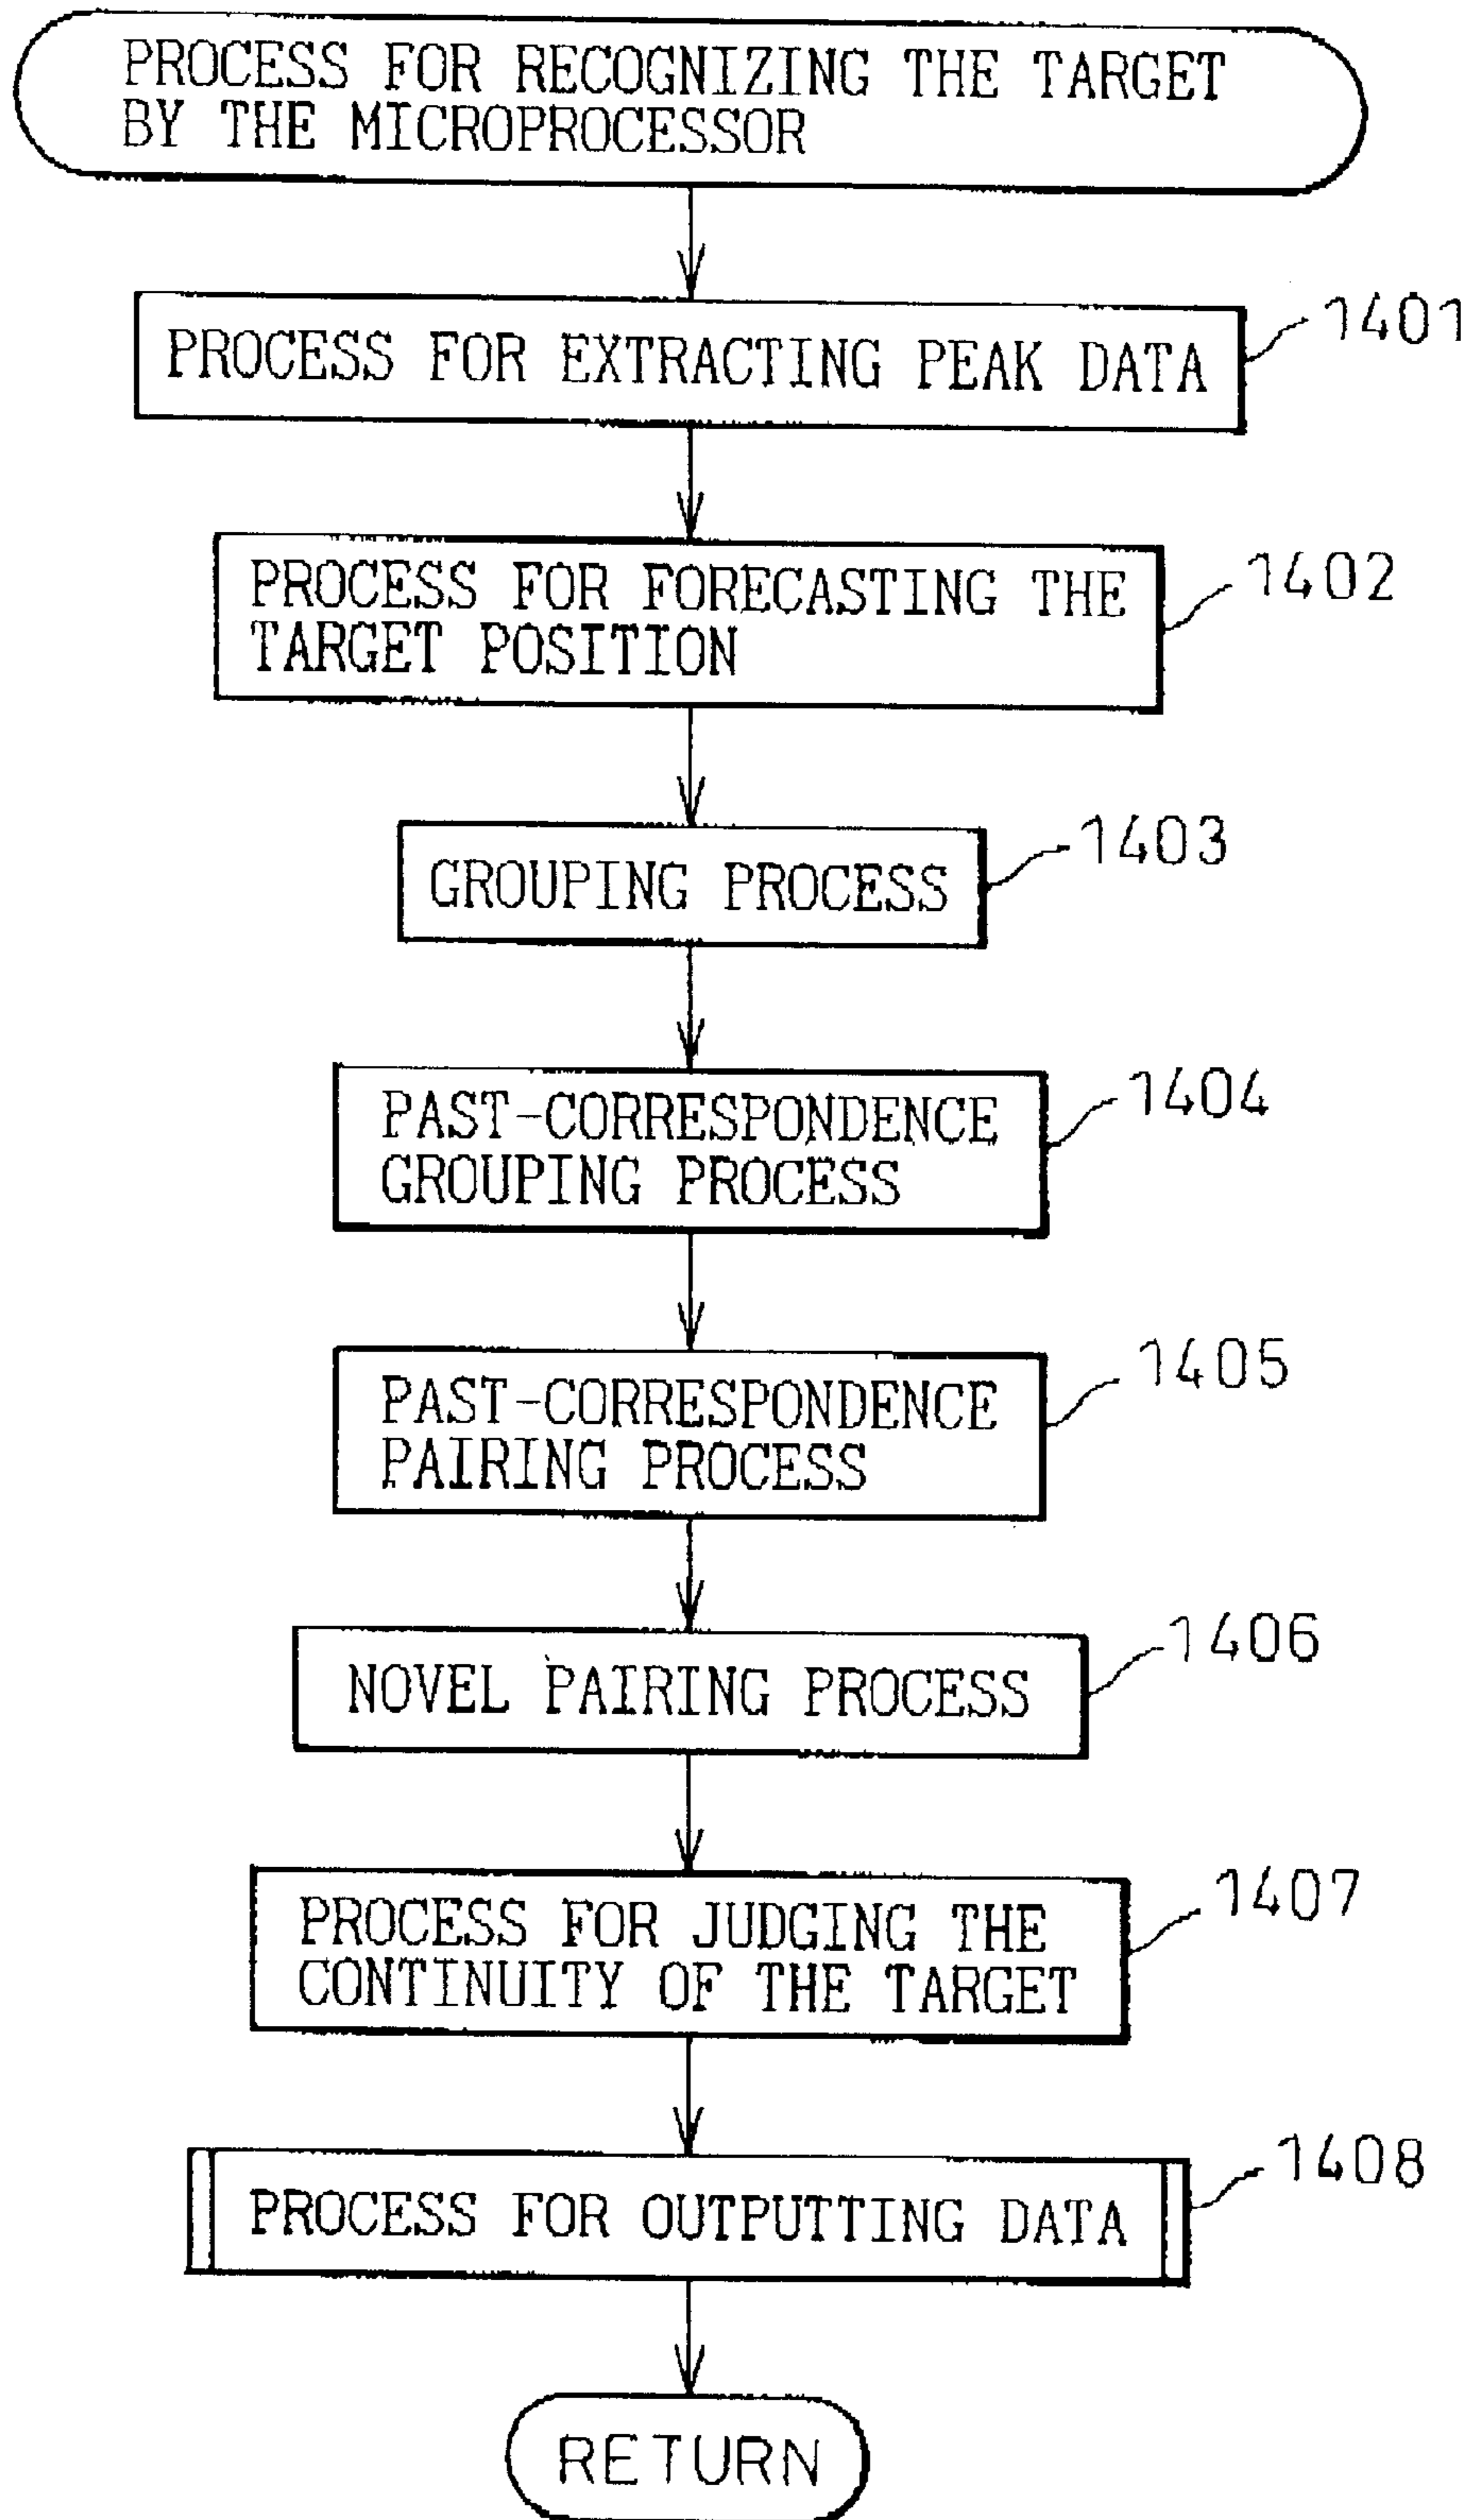 PROCESS FOR RECOGNIZING THE TARGET
BY THE MICROPROCESSOR
PROCESS FOR EXTRACTING PEAK DATA
1401
PROCESS FOR FORECASTING THE
TARGET POSITION
1402
GROUPING PROCESS
1403
PAST-CORRESPONDENCE
GROUPING PROCESS
1404
PAST-CORRESPONDENCE
PAIRING PROCESS
1405
NOVEL PAIRING PROCESS
1406
PROCESS FOR JUDGING THE
CONTINUITY OF THE TARGET
1407
PROCESS FOR OUTPUTTING DATA
1408
RETURN